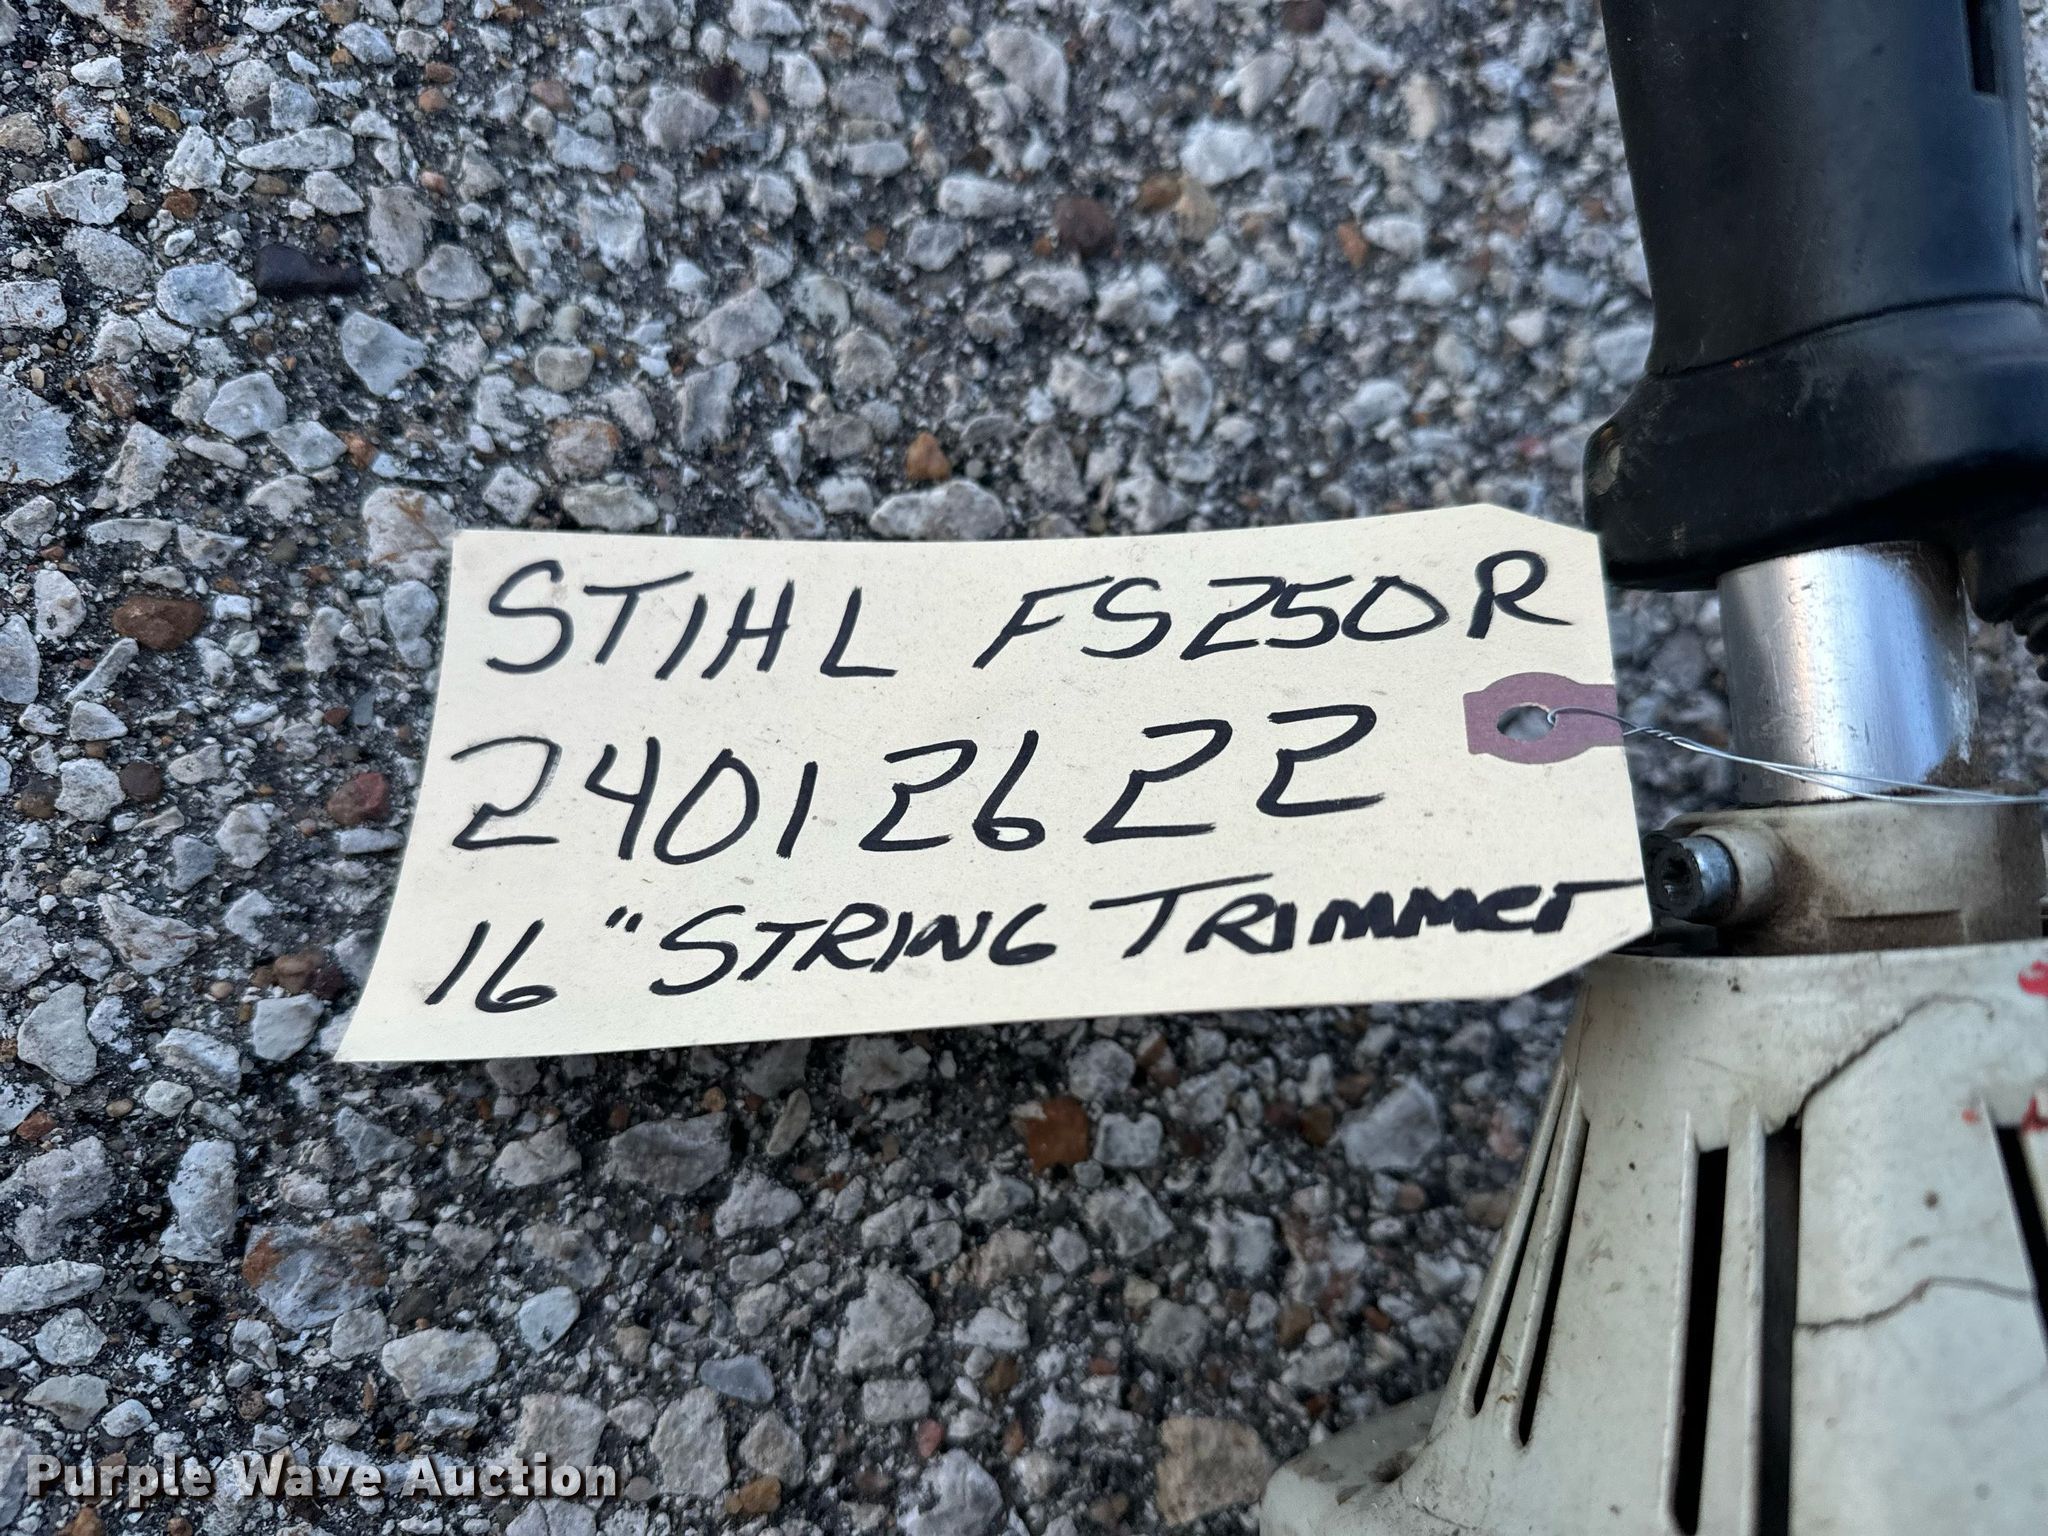 STIHL FS250R
24012622
16" STRING TRIMMER
Purple Wave Auction